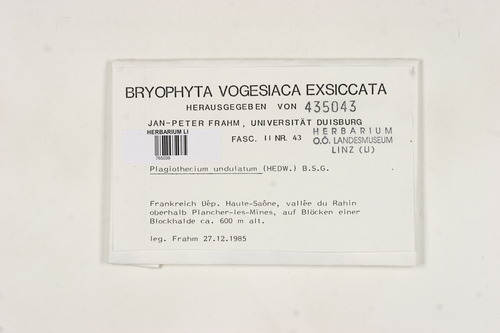 BRYOPHYTA VOGESIACA EXSICCATA
HERAUSGEGEBEN VON 435043
JAN-PETER FRAHM, UNIVERSITÄT DUISBURG
HERBARIUM LI
FASC. II NR. 43
HERBARIUM
O.Ö. LANDESMUSEUM
LINZ (LI)
765039
Plagiothecium undulatum (HEDW.) B.S.G.
Frankreich Dép. Haute-Saône, vallée du Rahin
oberhalb Plancher-les-Mines, auf Blöcken einer
Blockhalde ca. 600 m alt.
leg. Frahm 27.12.1985